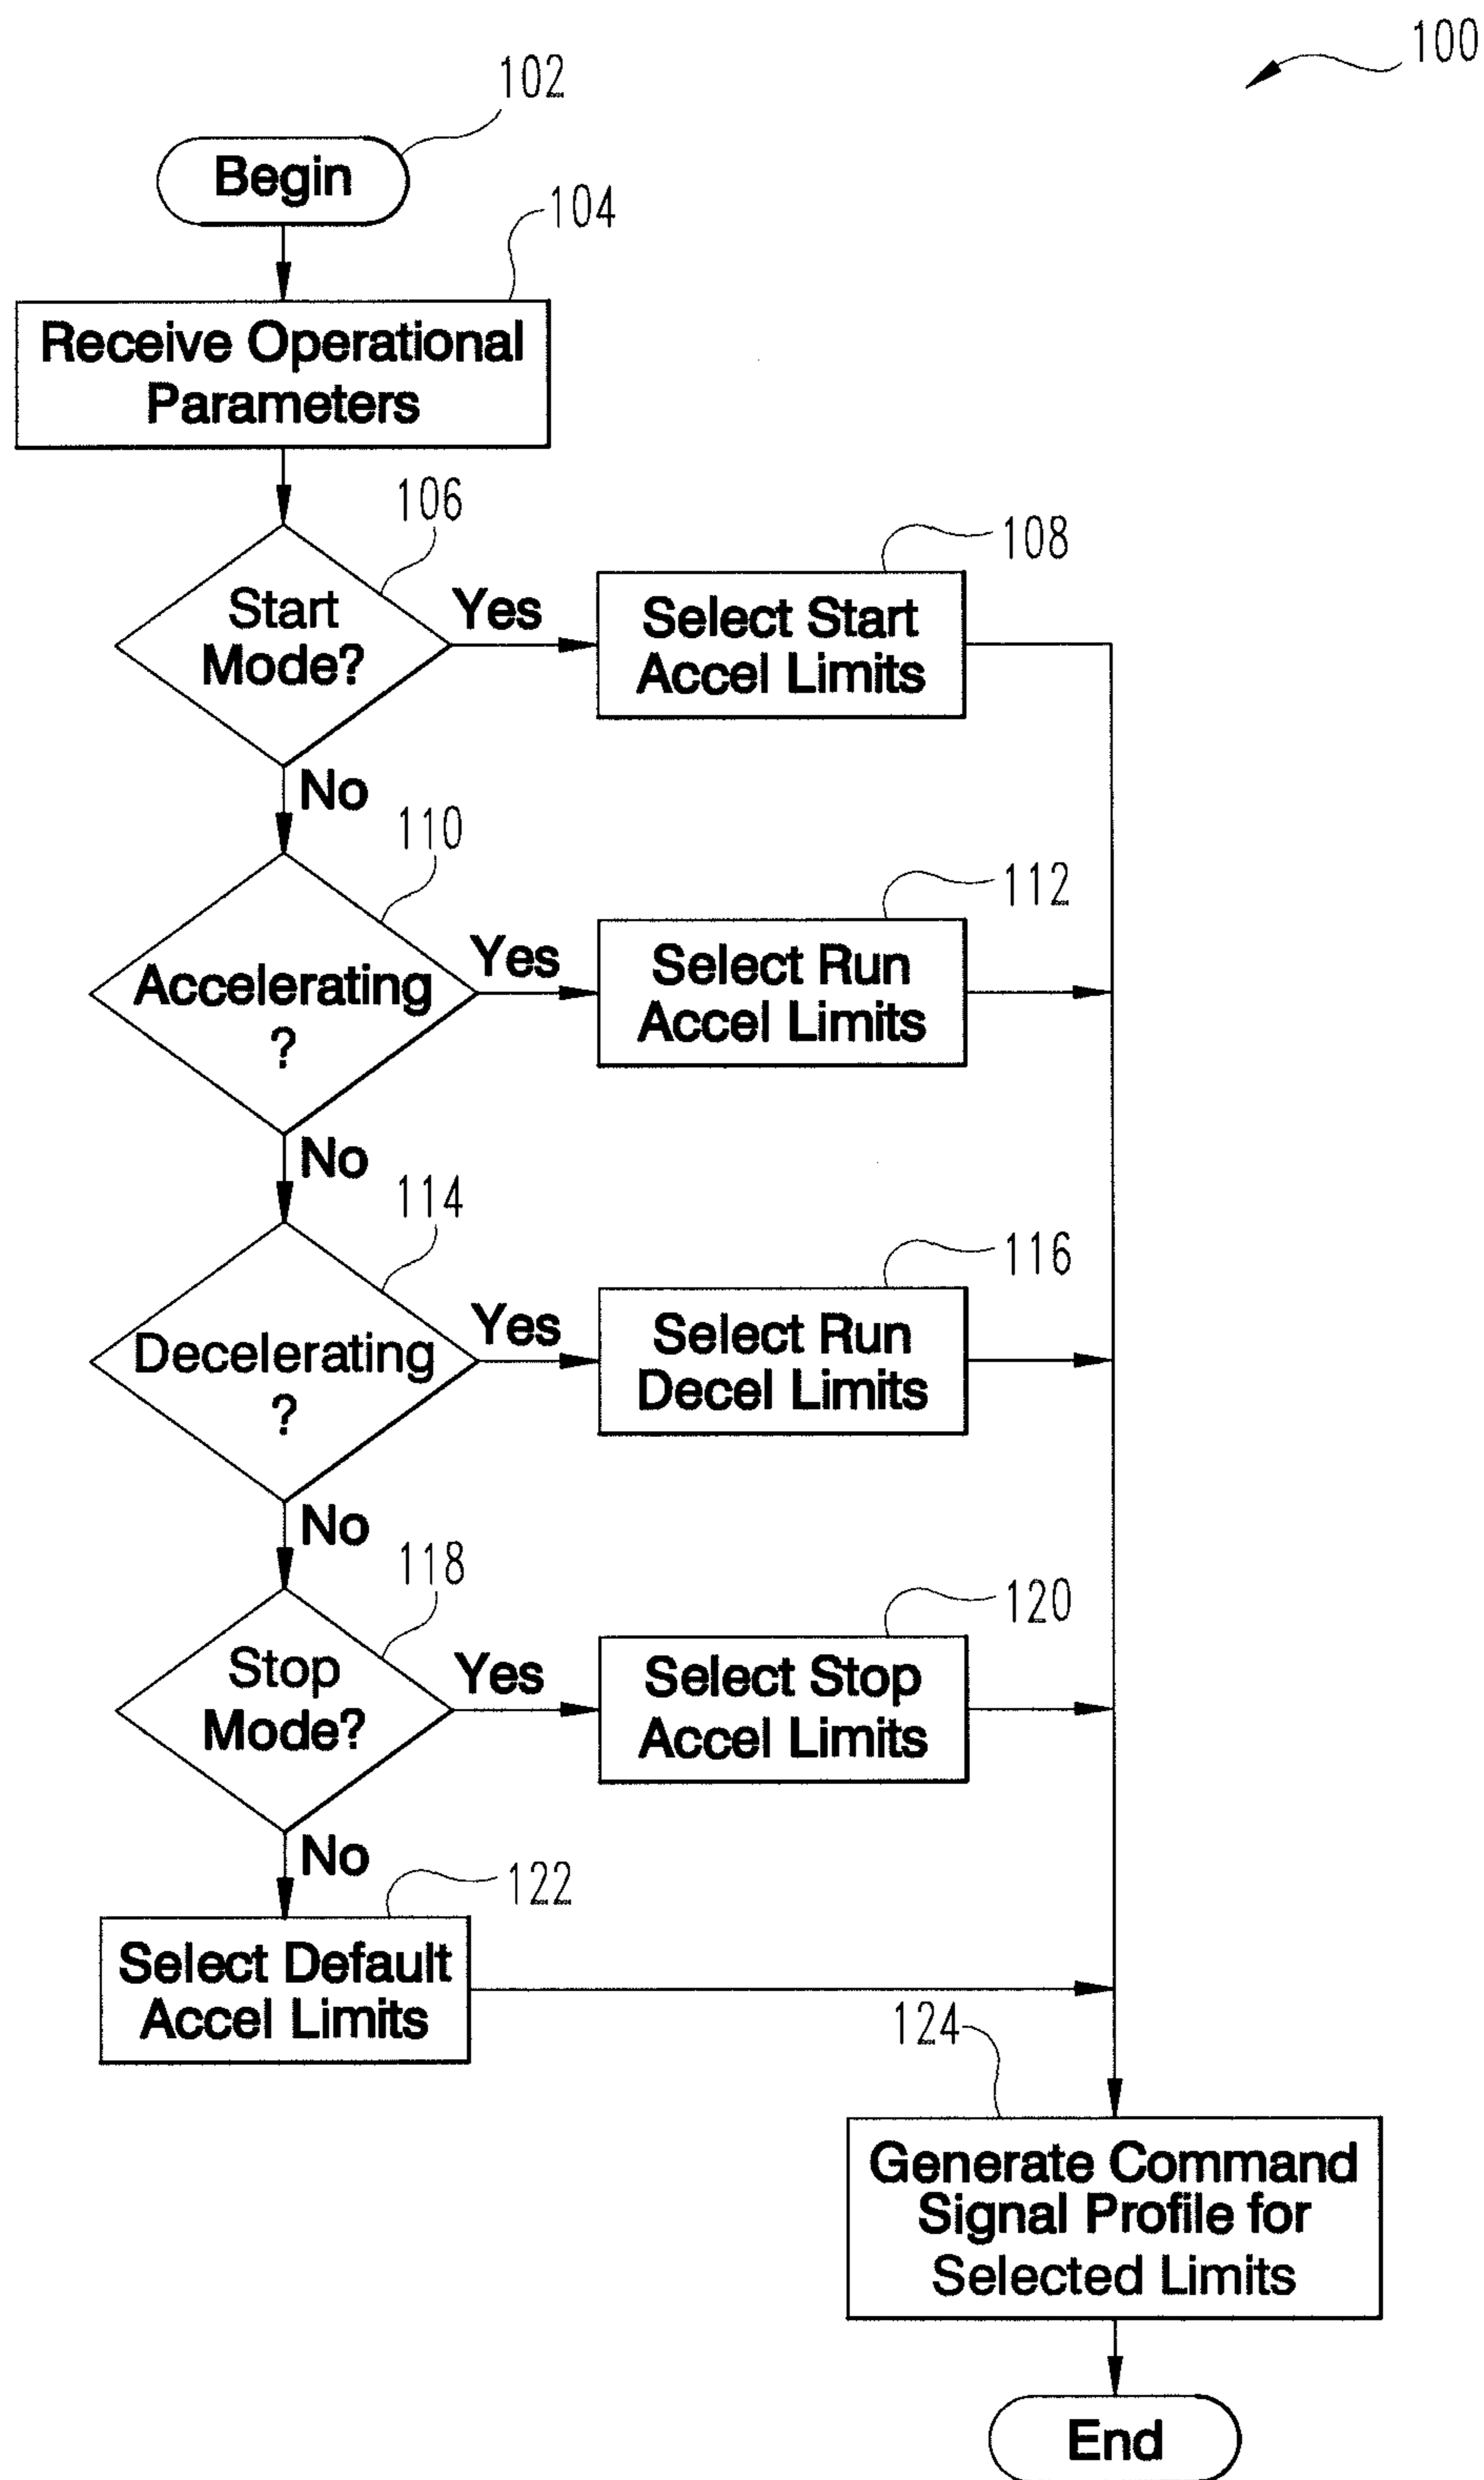 100
102
Begin
104
Receive Operational
Parameters
106
Start
Mode?
Yes
108
Select Start
Accel Limits
No
110
Accelerating
?
Yes
112
Select Run
Accel Limits
No
114
Decelerating
?
Yes
116
Select Run
Decel Limits
No
118
Stop
Mode?
Yes
120
Select Stop
Accel Limits
No
122
Select Default
Accel Limits
124
Generate Command
Signal Profile for
Selected Limits
End